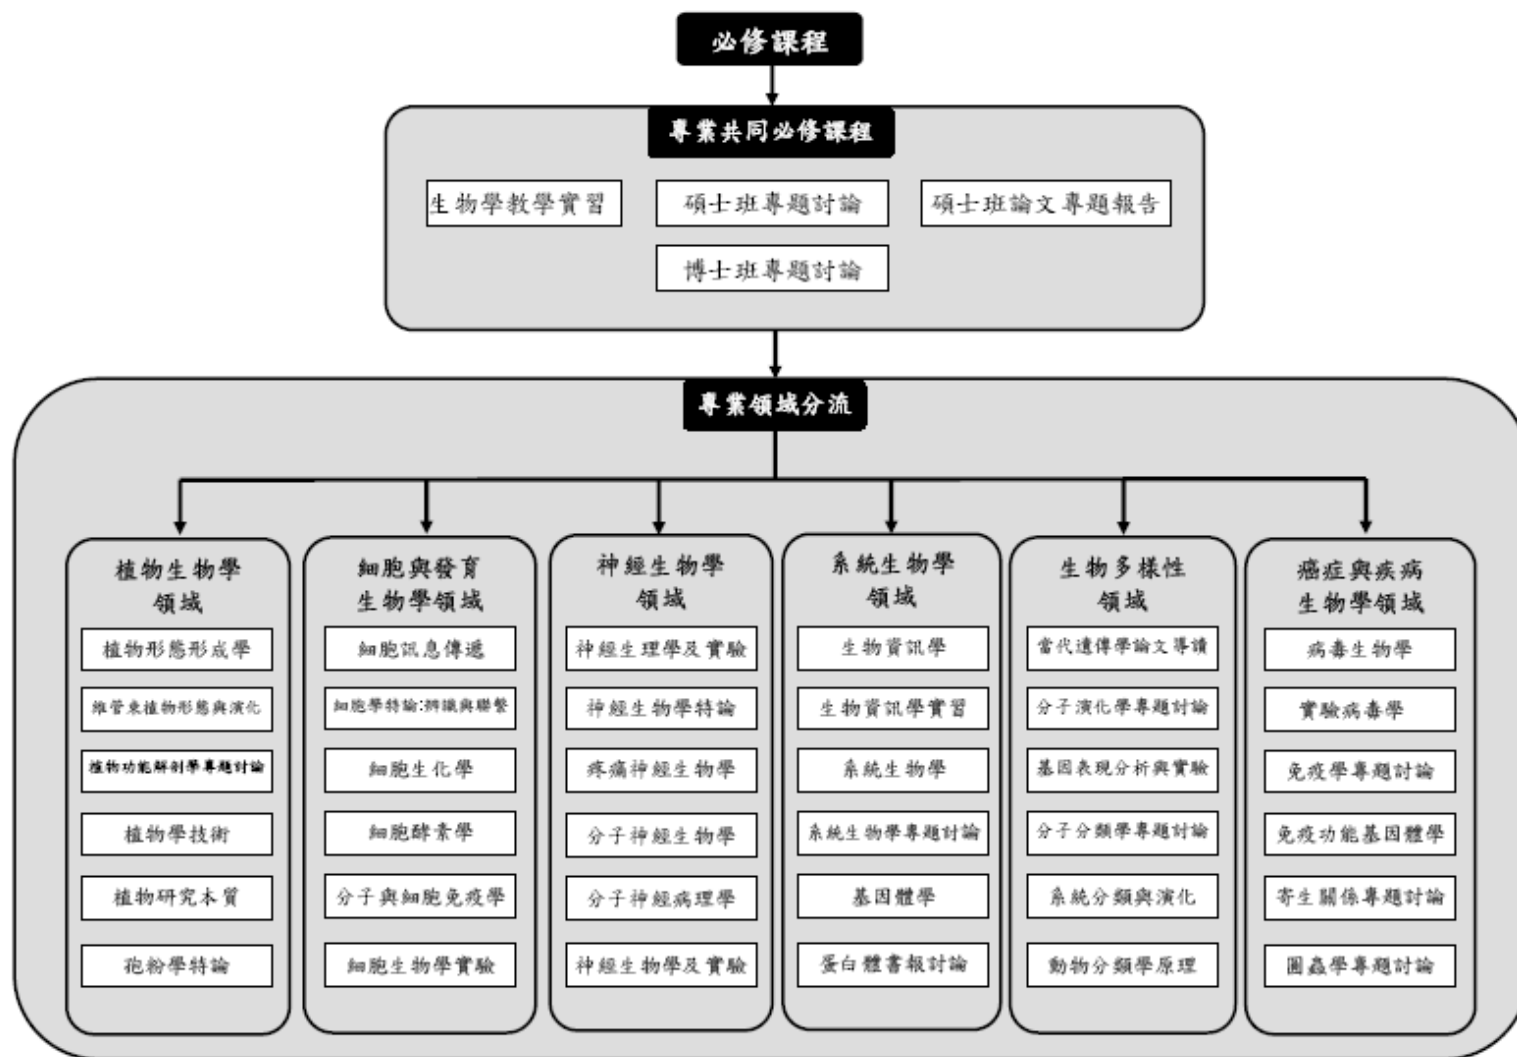 必修課程
專業共同必修課程
生物學教學實習
碩士班專題討論
碩士班論文專題報告
博士班專題討論
專業領域分流
植物生物學
領域
植物形態形成學
維管束植物形態與演化
植物功能解剖學專題討論
植物學技術
植物研究本質
孢粉學特論
細胞與發育
生物學領域
細胞訊息傳遞
細胞學特論:辨識與聯繫
細胞生化學
細胞酵素學
分子與細胞免疫學
細胞生物學實驗
神經生物學
領域
神經生理學及實驗
神經生物學特論
疼痛神經生物學
分子神經生物學
分子神經病理學
神經生物學及實驗
系統生物學
領域
生物資訊學
生物資訊學實習
系統生物學
系統生物學專題討論
基因體學
蛋白體書報討論
生物多樣性
領域
當代遺傳學論文導讀
分子演化學專題討論
基因表現分析與實驗
分子分類學專題討論
系統分類與演化
動物分類學原理
癌症與疾病
生物學領域
病毒生物學
實驗病毒學
免疫學專題討論
免疫功能基因體學
寄生關係專題討論
圓蟲學專題討論